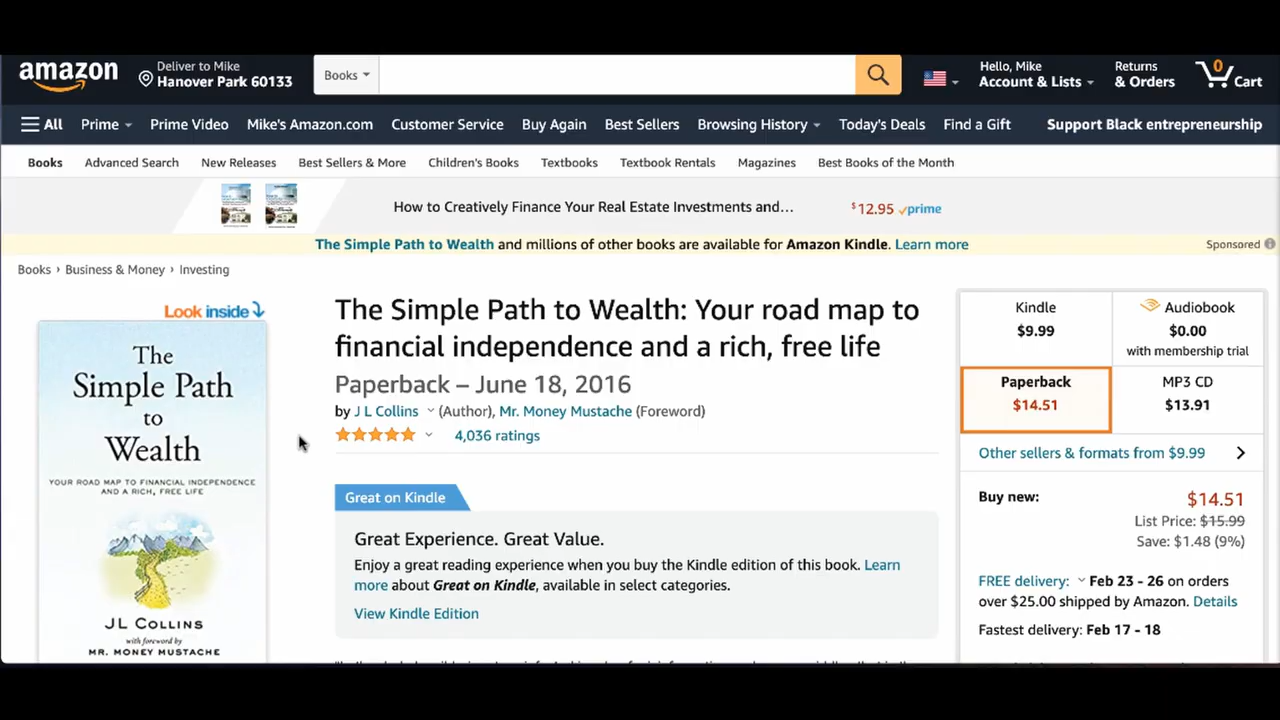 amazon
Deliver to Mike
Hanover Park 60133
Books
Hello, Mike
Account & Lists
Returns
& Orders
0
Cart
All
Prime
Prime Video
Mike's Amazon.com
Customer Service
Buy Again
Best Sellers
Browsing History
Today's Deals
Find a Gift
Support Black entrepreneurship
Books
Advanced Search
New Releases
Best Sellers & More
Children's Books
Textbooks
Textbook Rentals
Magazines
Best Books of the Month
How to Creatively Finance Your Real Estate Investments and...
$12.95 prime
The Simple Path to Wealth and millions of other books are available for Amazon Kindle. Learn more
Sponsored
Books › Business & Money › Investing
Look inside
The
Simple Path
to
Wealth
YOUR ROAD MAP TO FINANCIAL INDEPENDENCE
AND A RICH, FREE LIFE
JL COLLINS
with foreword by
MR. MONEY MUSTACHE
The Simple Path to Wealth: Your road map to
financial independence and a rich, free life
Paperback – June 18, 2016
by J L Collins (Author), Mr. Money Mustache (Foreword)
4,036 ratings
Great on Kindle
Great Experience. Great Value.
Enjoy a great reading experience when you buy the Kindle edition of this book. Learn
more about Great on Kindle, available in select categories.
View Kindle Edition
Kindle
$9.99
Audiobook
$0.00
with membership trial
Paperback
$14.51
MP3 CD
$13.91
Other sellers & formats from $9.99
Buy new:
$14.51
List Price: $15.99
Save: $1.48 (9%)
FREE delivery: Feb 23 - 26 on orders
over $25.00 shipped by Amazon. Details
Fastest delivery: Feb 17 - 18